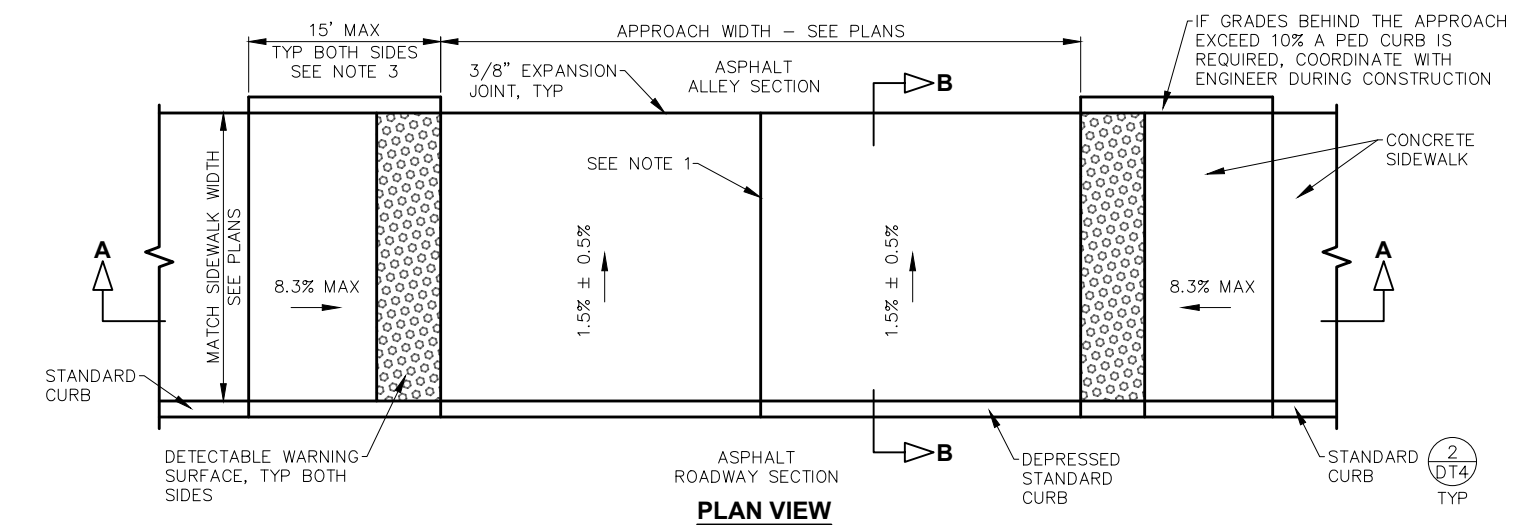 15' MAX
TYP BOTH SIDES
SEE NOTE 3
APPROACH WIDTH – SEE PLANS
IF GRADES BEHIND THE APPROACH
EXCEED 10% A PED CURB IS
REQUIRED, COORDINATE WITH
ENGINEER DURING CONSTRUCTION
3/8" EXPANSION
JOINT, TYP
ASPHALT
ALLEY SECTION
B
CONCRETE
SIDEWALK
SEE NOTE 1
MATCH SIDEWALK WIDTH
SEE PLANS
A
8.3% MAX
1.5% ± 0.5%
1.5% ± 0.5%
8.3% MAX
A
STANDARD
CURB
DETECTABLE WARNING
SURFACE, TYP BOTH
SIDES
ASPHALT
ROADWAY SECTION
B
DEPRESSED
STANDARD
CURB
STANDARD
CURB
2
DT4
TYP
PLAN VIEW